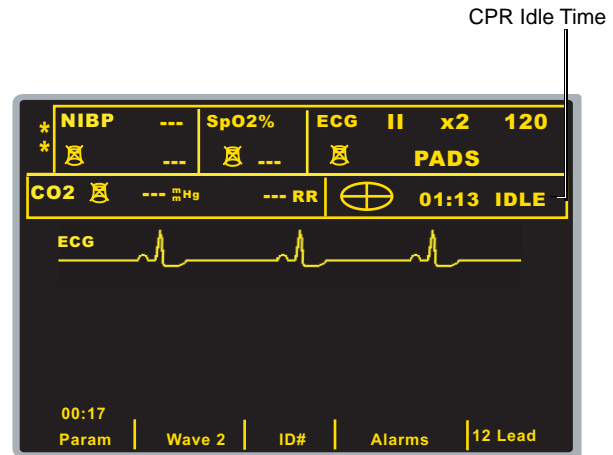 CPR Idle Time
* NIBP --- SpO2% ECG II x2 120
* --- --- PADS
CO2 --- mmHg --- RR 01:13 IDLE
ECG
00:17
Param Wave 2 ID# Alarms 12 Lead